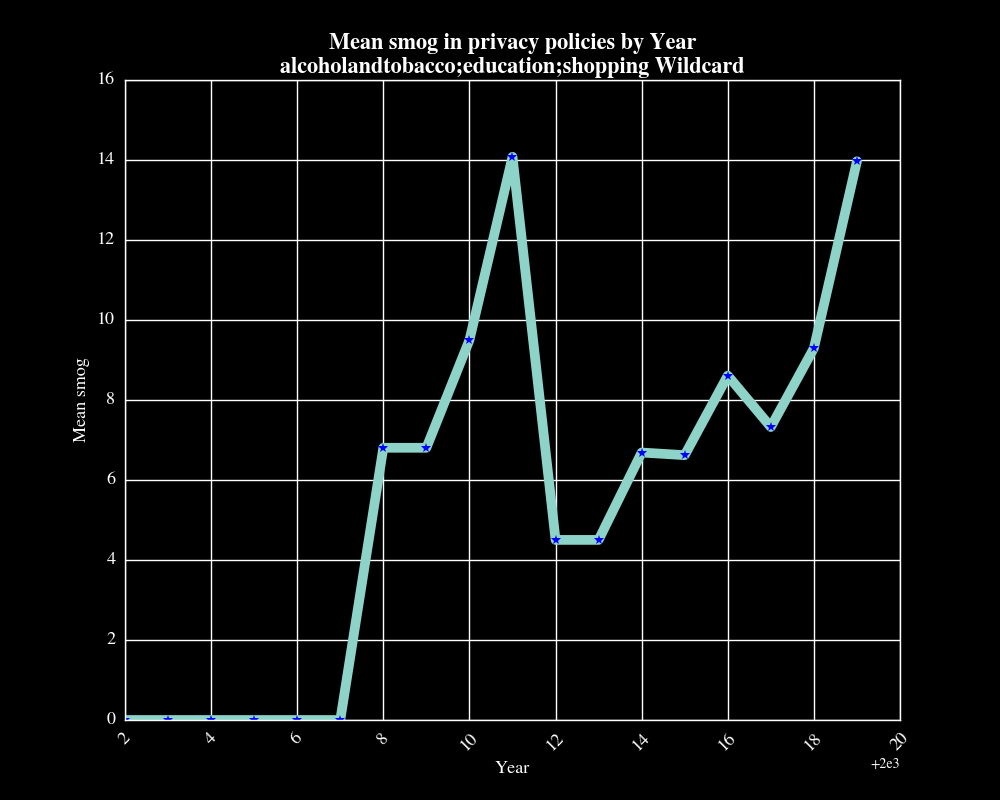 Mean smog in privacy policies by Year
alcoholandtobacco;education;shopping Wildcard
16
14
12
10
8
6
4
2
0
Mean smog
2 4 6 8 10 12 14 16 18 20
+2e3
Year